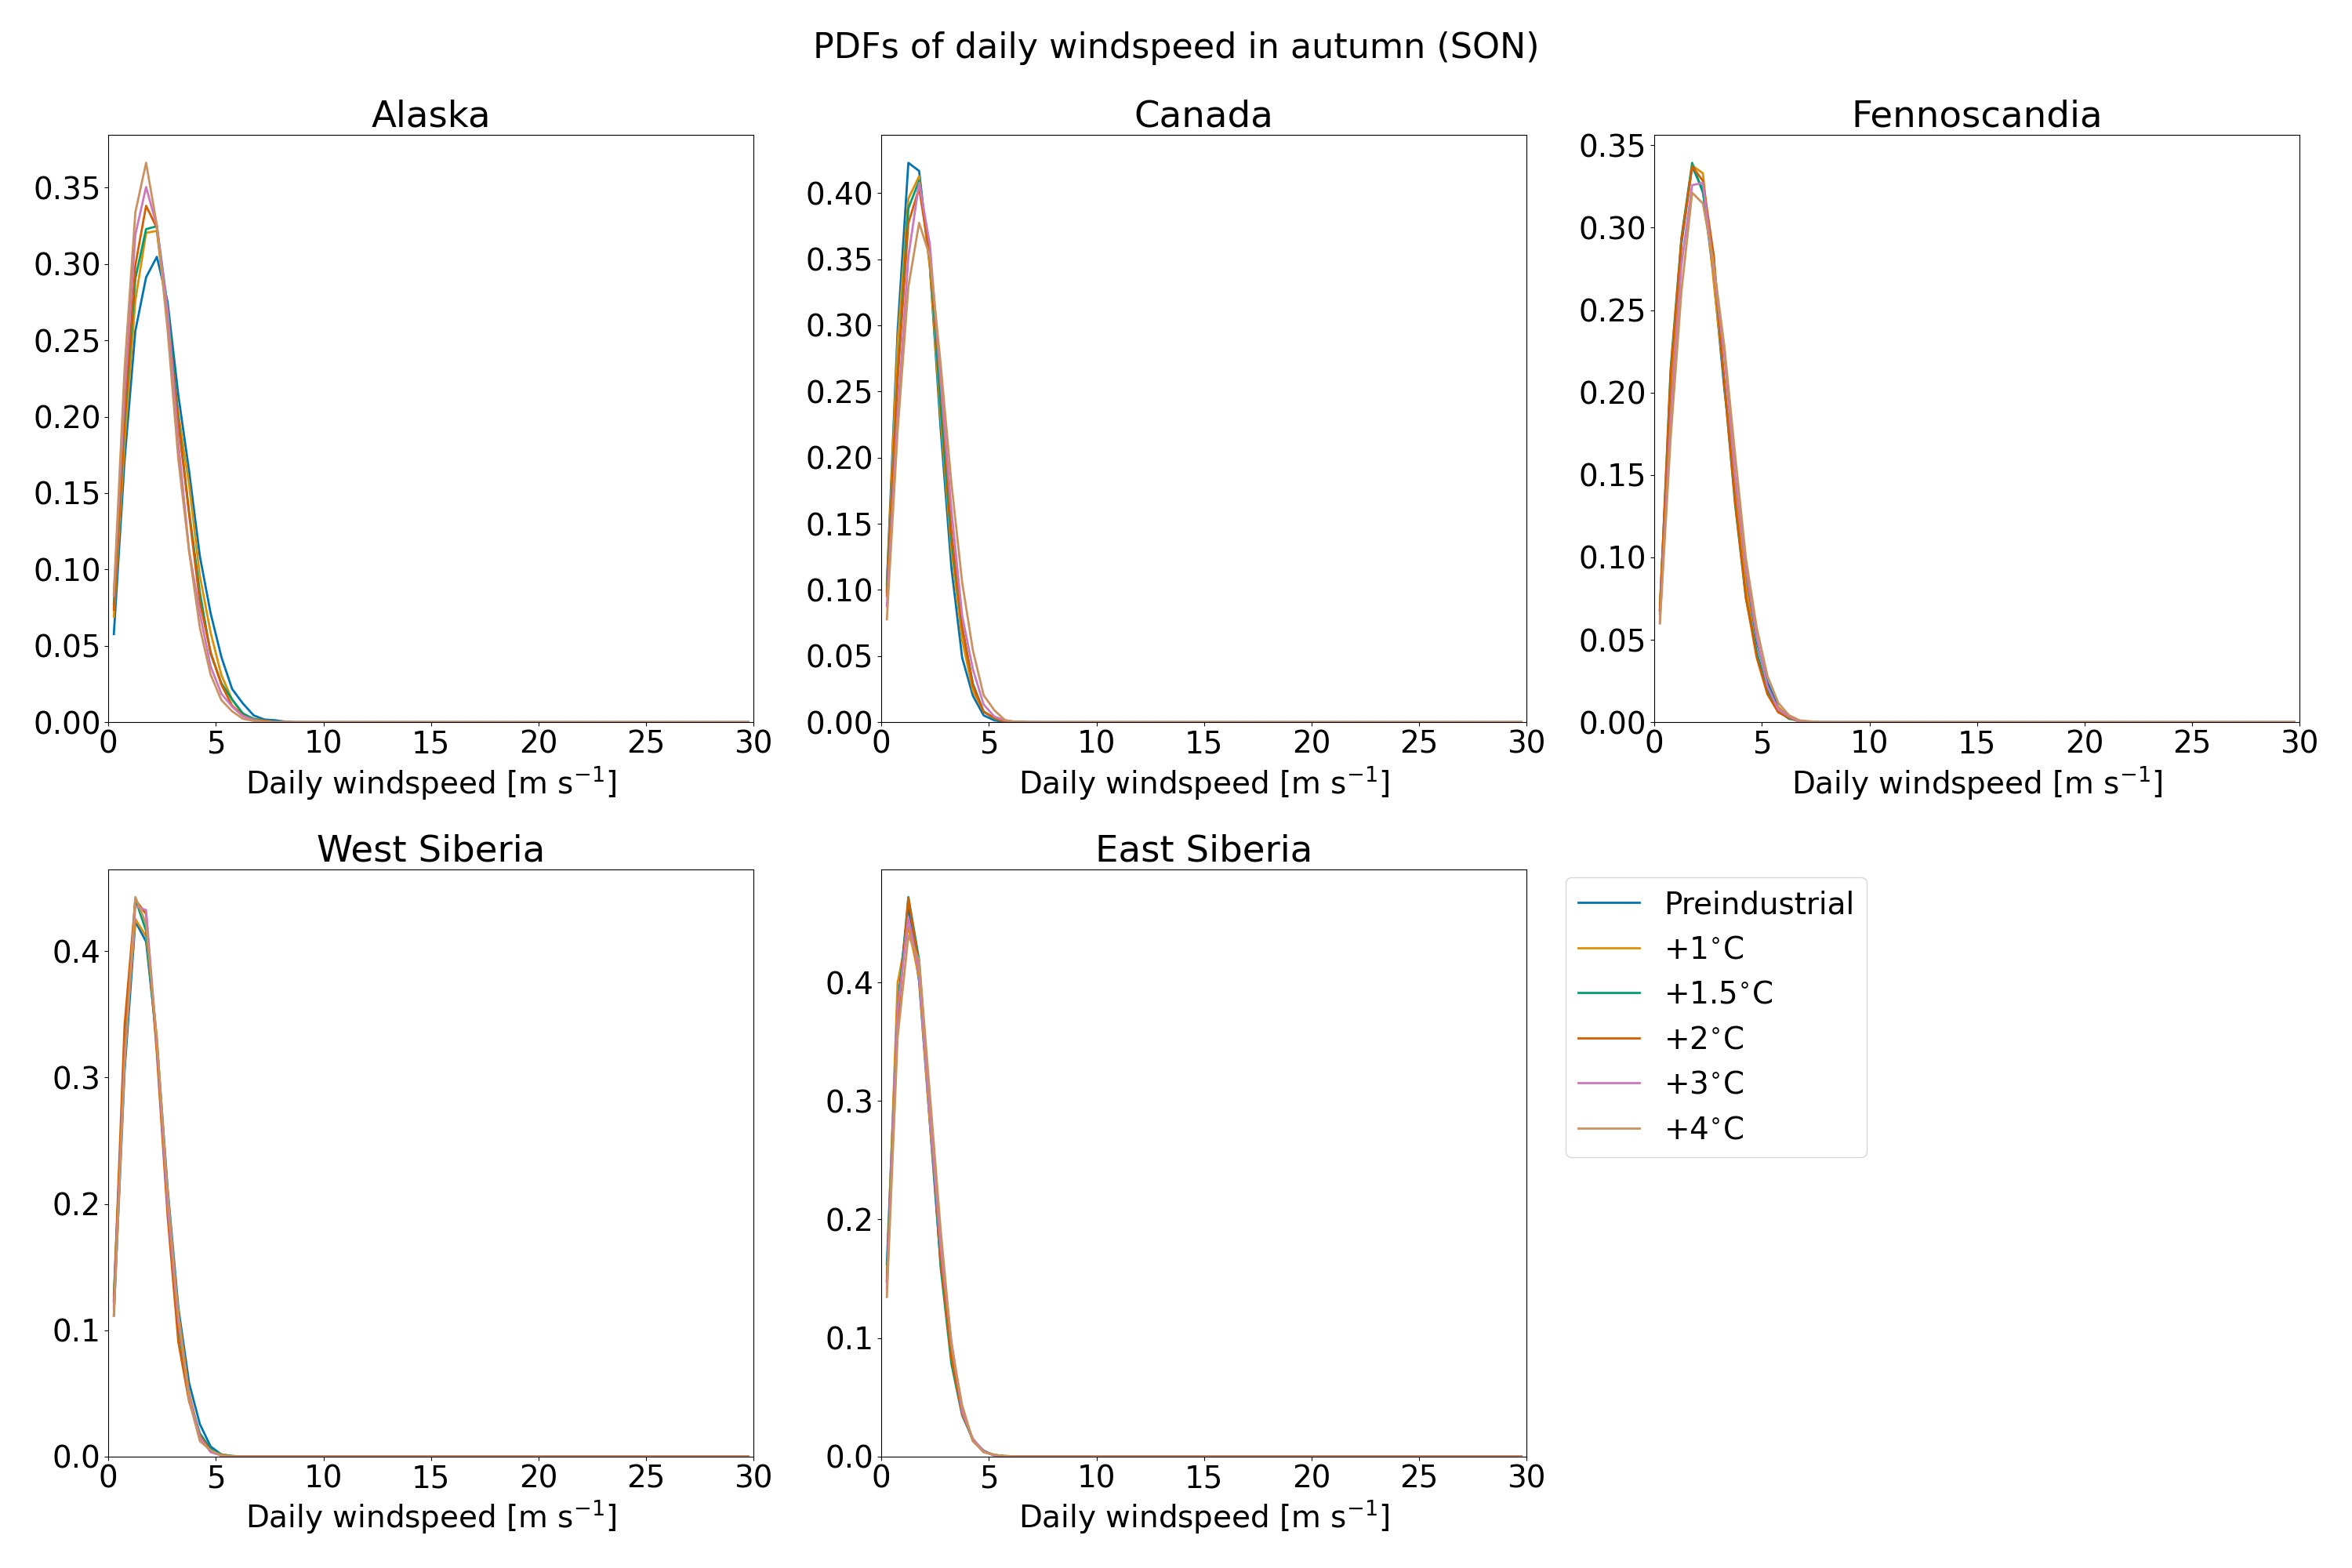 PDFs of daily windspeed in autumn (SON)
Alaska
0.35
0.30
0.25
0.20
0.15
0.10
0.05
0.00
0 5 10 15 20 25 30
Daily windspeed [m s⁻¹]
Canada
0.40
0.35
0.30
0.25
0.20
0.15
0.10
0.05
0.00
0 5 10 15 20 25 30
Daily windspeed [m s⁻¹]
Fennoscandia
0.35
0.30
0.25
0.20
0.15
0.10
0.05
0.00
0 5 10 15 20 25 30
Daily windspeed [m s⁻¹]
West Siberia
0.4
0.3
0.2
0.1
0.0
0 5 10 15 20 25 30
Daily windspeed [m s⁻¹]
East Siberia
0.4
0.3
0.2
0.1
0.0
0 5 10 15 20 25 30
Daily windspeed [m s⁻¹]
Preindustrial
+1°C
+1.5°C
+2°C
+3°C
+4°C